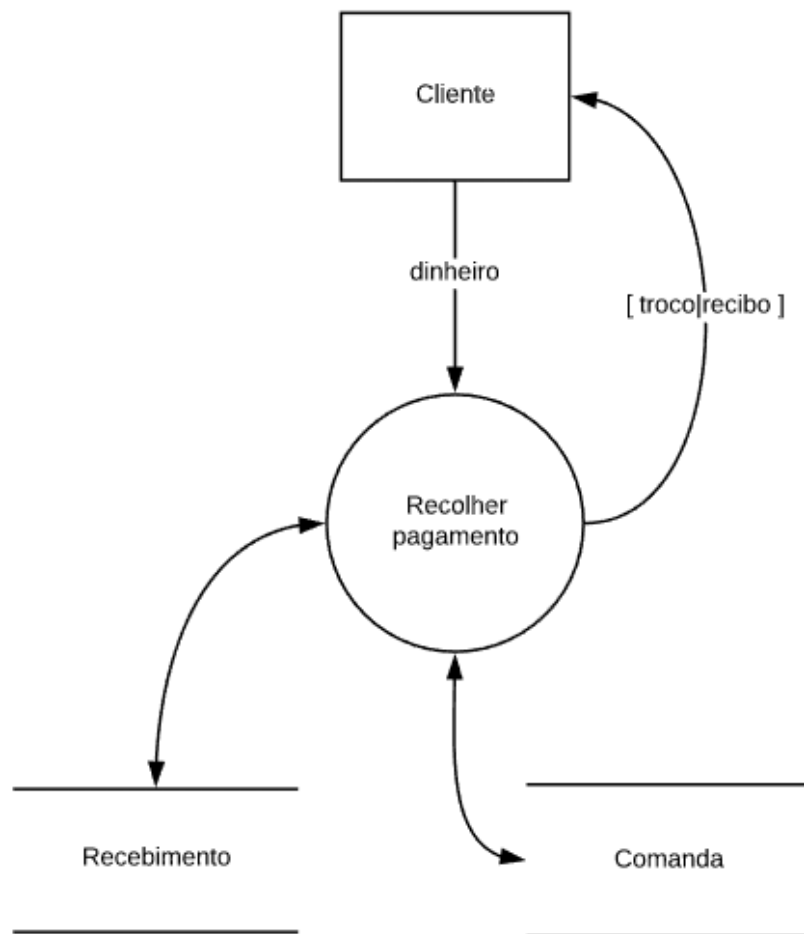 Cliente
dinheiro
[ troco|recibo ]
Recolher
pagamento
Recebimento
Comanda